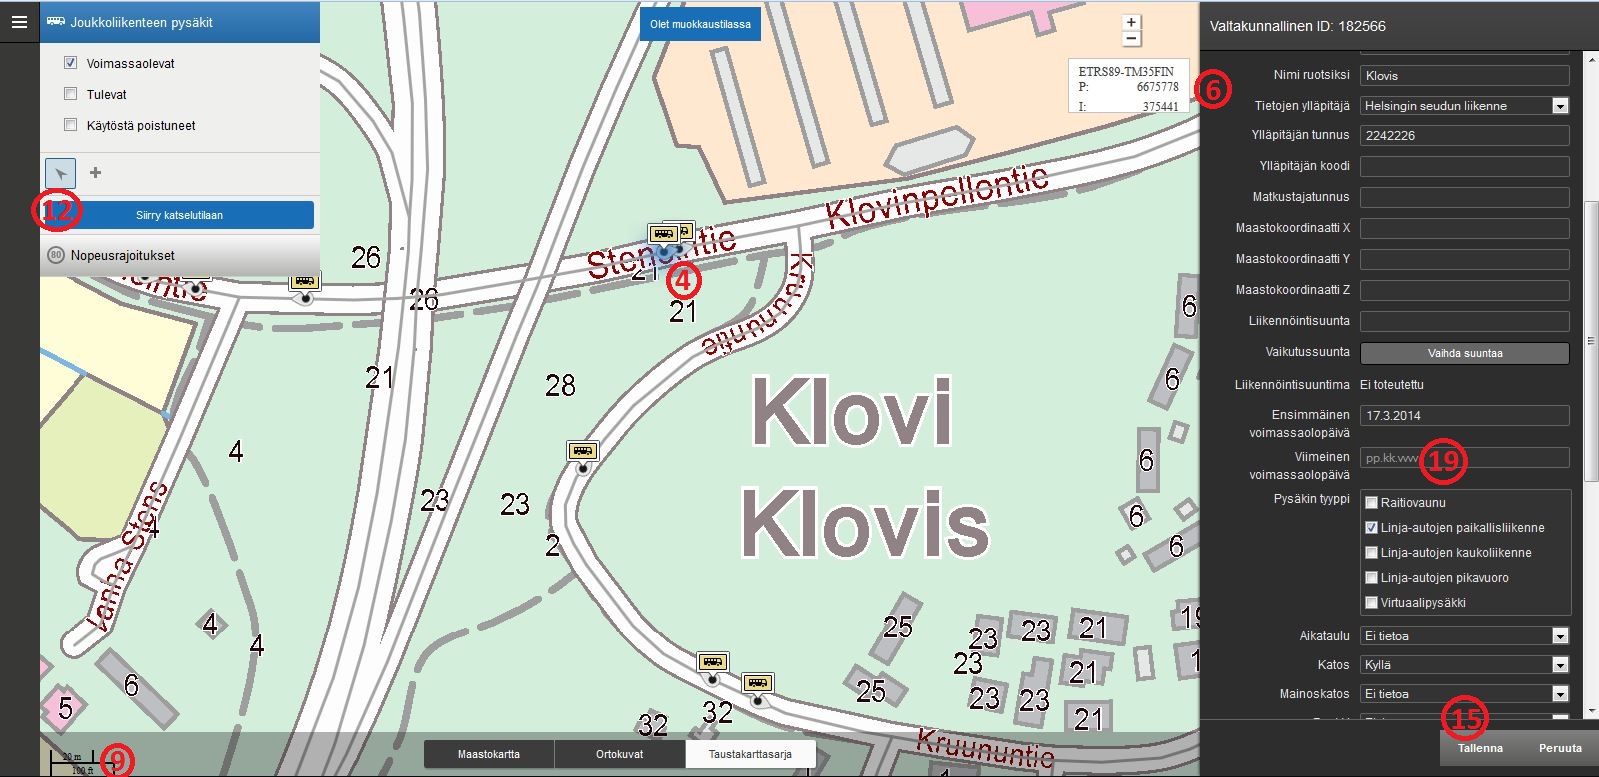 Joukkoliikenteen pysäkit
Voimassaolevat
Tulevat
Käytöstä poistuneet
12
Siirry katselutilaan
80 Nopeusrajoitukset
Olet muokkaustilassa
+
−
ETRS89-TM35FIN
P: 6675778
I: 375441
6
Klovinpellontie
26
21
4
21
26
Kruununtie
21
28
Klovi
Klovis
4
23
23
2
4
Vanha Stens
4
4
6
5
6
6
6
6
6
25
23
23
21
19
23
21
1
25
23
23
21
32
32
Kruununtie
20 m
100 ft
9
Maastokartta
Ortokuvat
Taustakarttasarja
Valtakunnallinen ID: 182566
Nimi ruotsiksi Klovis
Tietojen ylläpitäjä Helsingin seudun liikenne
Ylläpitäjän tunnus 2242226
Ylläpitäjän koodi
Matkustajatunnus
Maastokoordinaatti X
Maastokoordinaatti Y
Maastokoordinaatti Z
Liikennöintisuunta
Vaikutussuunta Vaihda suuntaa
Liikennöintisuuntima Ei toteutettu
Ensimmäinen
voimassaolopäivä 17.3.2014
Viimeinen
voimassaolopäivä pp.kk.vvvv 19
Pysäkin tyyppi
Raitiovaunu
Linja-autojen paikallisliikenne
Linja-autojen kaukoliikenne
Linja-autojen pikavuoro
Virtuaalipysäkki
Aikataulu Ei tietoa
Katos Kyllä
Mainoskatos Ei tietoa
15
Tallenna
Peruuta